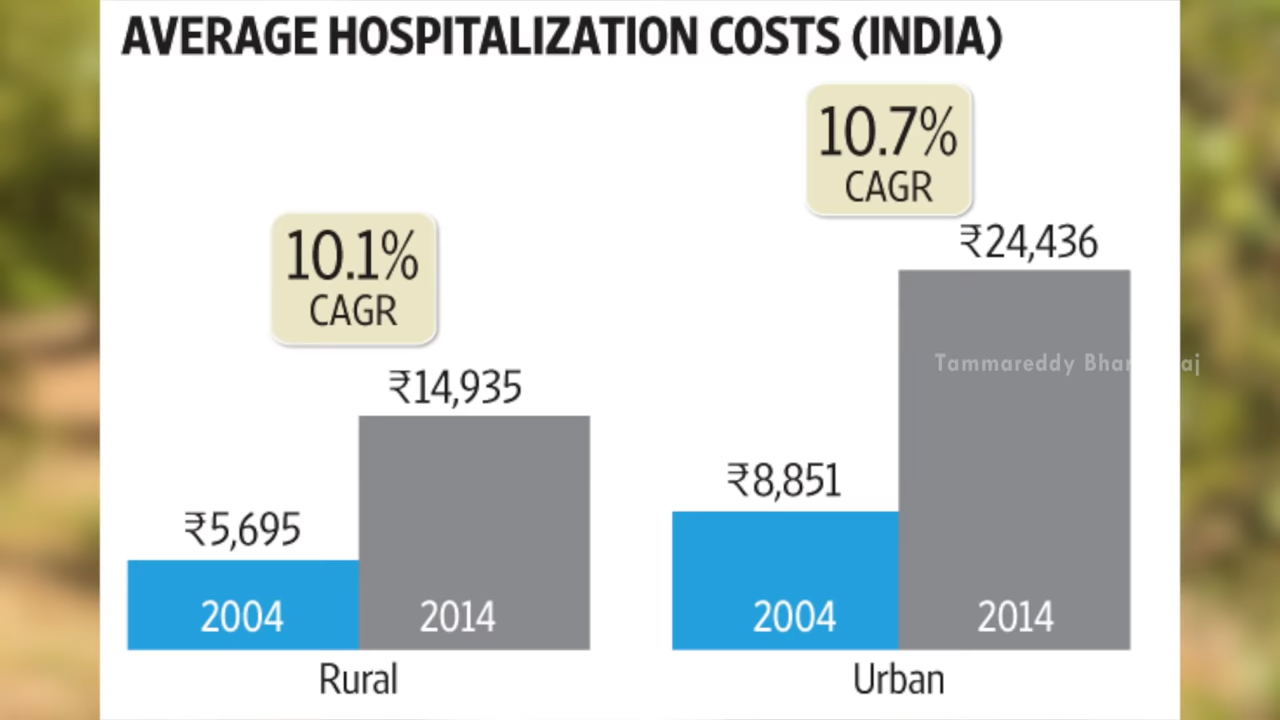 AVERAGE HOSPITALIZATION COSTS (INDIA)
10.1%
CAGR
₹5,695
₹14,935
2004
2014
Rural
10.7%
CAGR
₹8,851
₹24,436
2004
2014
Urban
Tammareddy